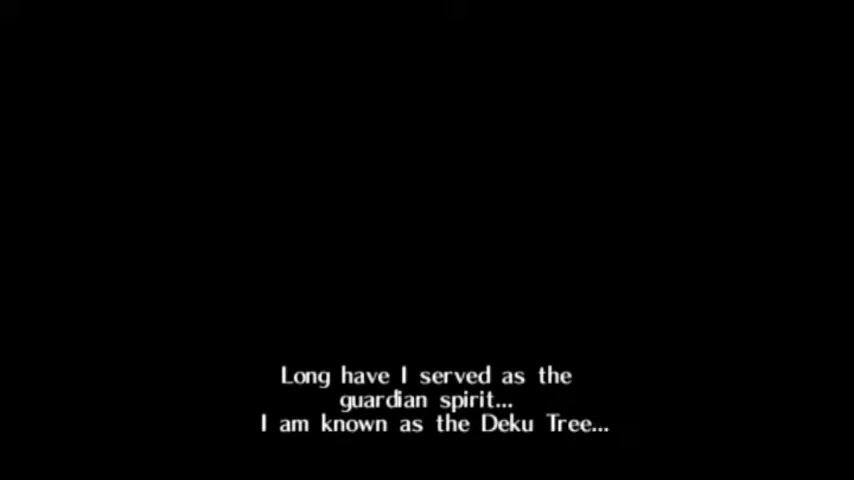 Long have I served as the
guardian spirit...
I am known as the Deku Tree...